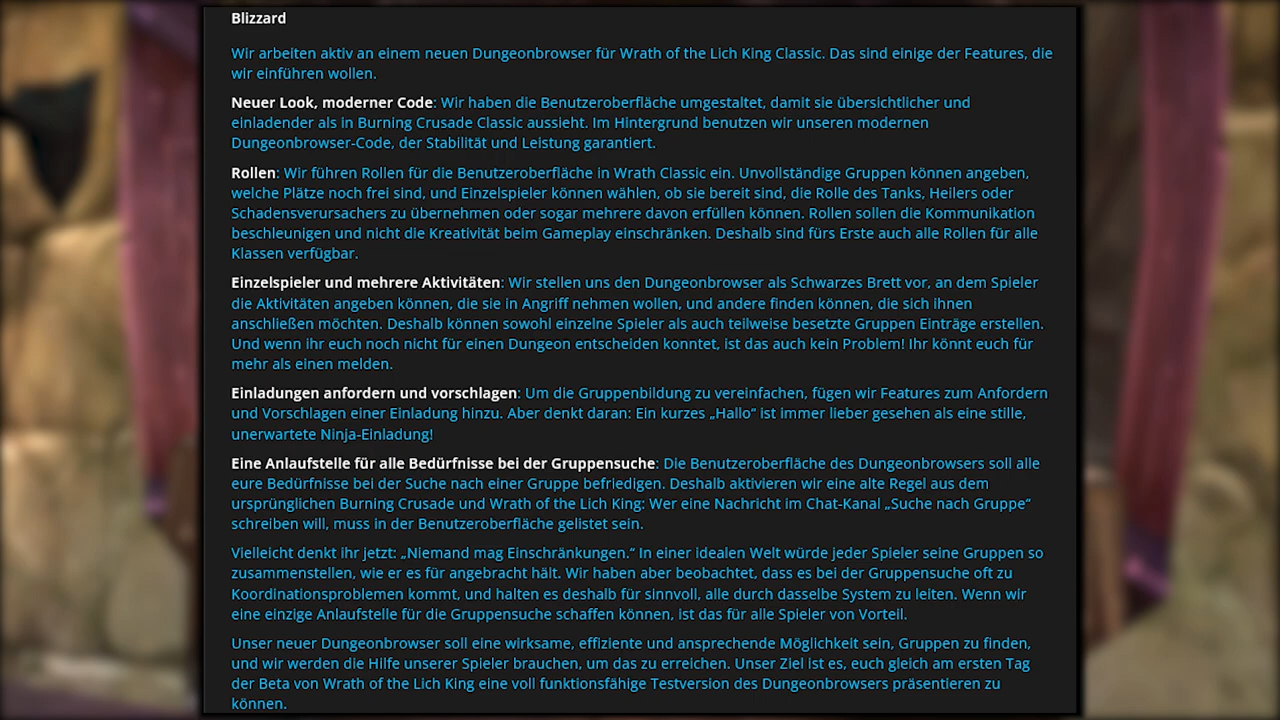 Blizzard
Wir arbeiten aktiv an einem neuen Dungeonbrowser für Wrath of the Lich King Classic. Das sind einige der Features, die
wir einführen wollen.
Neuer Look, moderner Code: Wir haben die Benutzeroberfläche umgestaltet, damit sie übersichtlicher und
einladender als in Burning Crusade Classic aussieht. Im Hintergrund benutzen wir unseren modernen
Dungeonbrowser-Code, der Stabilität und Leistung garantiert.
Rollen: Wir führen Rollen für die Benutzeroberfläche in Wrath Classic ein. Unvollständige Gruppen können angeben,
welche Plätze noch frei sind, und Einzelspieler können wählen, ob sie bereit sind, die Rolle des Tanks, Heilers oder
Schadensverursachers zu übernehmen oder sogar mehrere davon erfüllen können. Rollen sollen die Kommunikation
beschleunigen und nicht die Kreativität beim Gameplay einschränken. Deshalb sind fürs Erste auch alle Rollen für alle
Klassen verfügbar.
Einzelspieler und mehrere Aktivitäten: Wir stellen uns den Dungeonbrowser als Schwarzes Brett vor, an dem Spieler
die Aktivitäten angeben können, die sie in Angriff nehmen wollen, und andere finden können, die sich ihnen
anschließen möchten. Deshalb können sowohl einzelne Spieler als auch teilweise besetzte Gruppen Einträge erstellen.
Und wenn ihr euch noch nicht für einen Dungeon entscheiden konntet, ist das auch kein Problem! Ihr könnt euch für
mehr als einen melden.
Einladungen anfordern und vorschlagen: Um die Gruppenbildung zu vereinfachen, fügen wir Features zum Anfordern
und Vorschlagen einer Einladung hinzu. Aber denkt daran: Ein kurzes „Hallo“ ist immer lieber gesehen als eine stille,
unerwartete Ninja-Einladung!
Eine Anlaufstelle für alle Bedürfnisse bei der Gruppensuche: Die Benutzeroberfläche des Dungeonbrowsers soll alle
eure Bedürfnisse bei der Suche nach einer Gruppe befriedigen. Deshalb aktivieren wir eine alte Regel aus dem
ursprünglichen Burning Crusade und Wrath of the Lich King: Wer eine Nachricht im Chat-Kanal „Suche nach Gruppe“
schreiben will, muss in der Benutzeroberfläche gelistet sein.
Vielleicht denkt ihr jetzt: „Niemand mag Einschränkungen.“ In einer idealen Welt würde jeder Spieler seine Gruppen so
zusammenstellen, wie er es für angebracht hält. Wir haben aber beobachtet, dass es bei der Gruppensuche oft zu
Koordinationsproblemen kommt, und halten es deshalb für sinnvoll, alle durch dasselbe System zu leiten. Wenn wir
eine einzige Anlaufstelle für die Gruppensuche schaffen können, ist das für alle Spieler von Vorteil.
Unser neuer Dungeonbrowser soll eine wirksame, effiziente und ansprechende Möglichkeit sein, Gruppen zu finden,
und wir werden die Hilfe unserer Spieler brauchen, um das zu erreichen. Unser Ziel ist es, euch gleich am ersten Tag
der Beta von Wrath of the Lich King eine voll funktionsfähige Testversion des Dungeonbrowsers präsentieren zu
können.